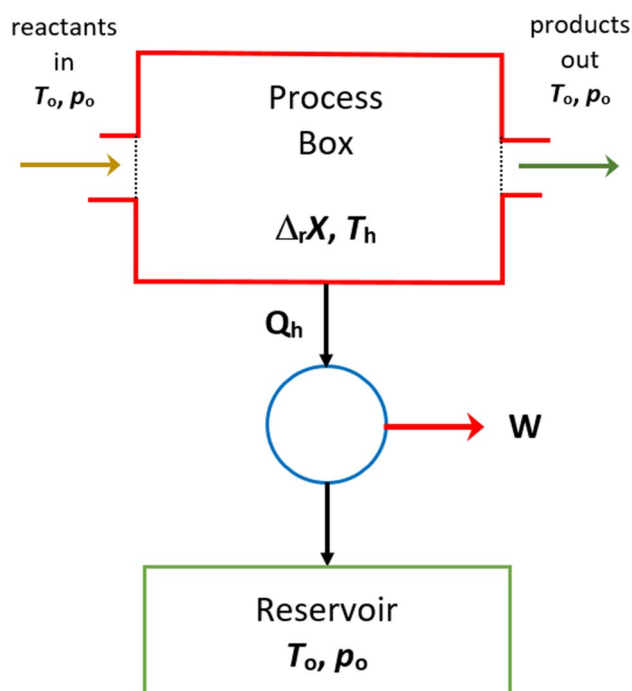 reactants
in
Tₒ, pₒ
products
out
Tₒ, pₒ
Process
Box
ΔᵣX, Tₕ
Qₕ
W
Reservoir
Tₒ, pₒ